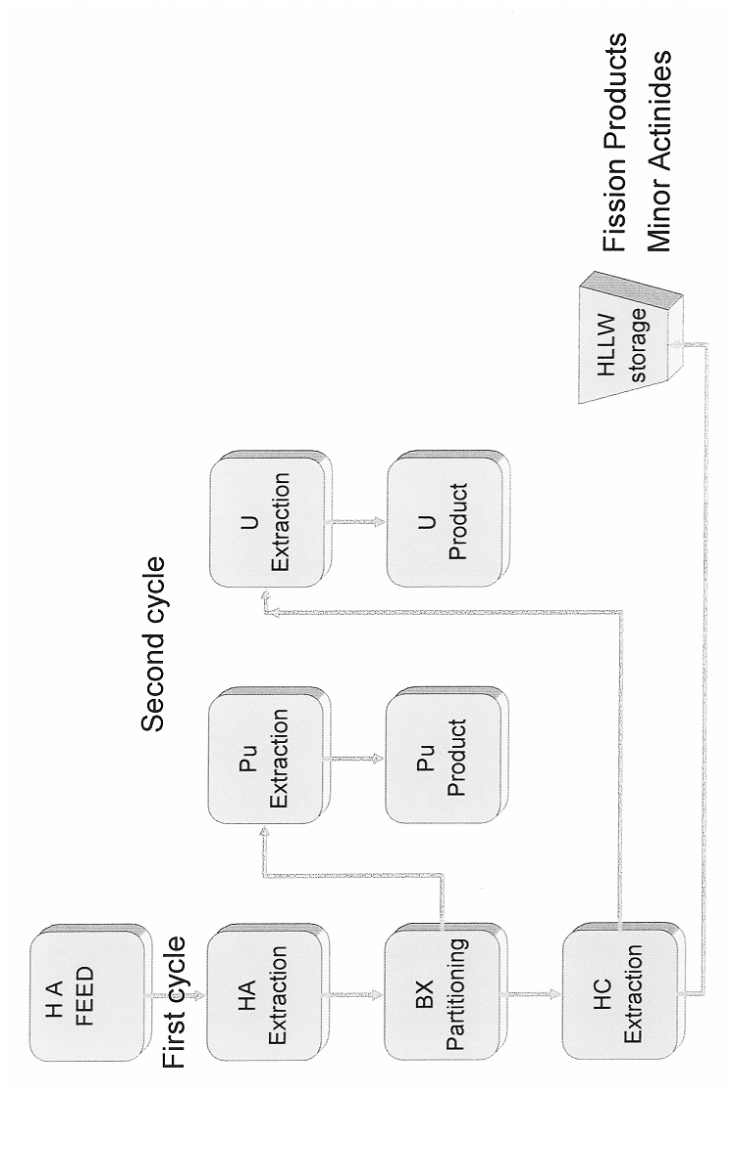 H A
FEED
First cycle
HA
Extraction
BX
Partitioning
HC
Extraction
Second cycle
Pu
Extraction
Pu
Product
U
Extraction
U
Product
HLLW
storage
Fission Products
Minor Actinides